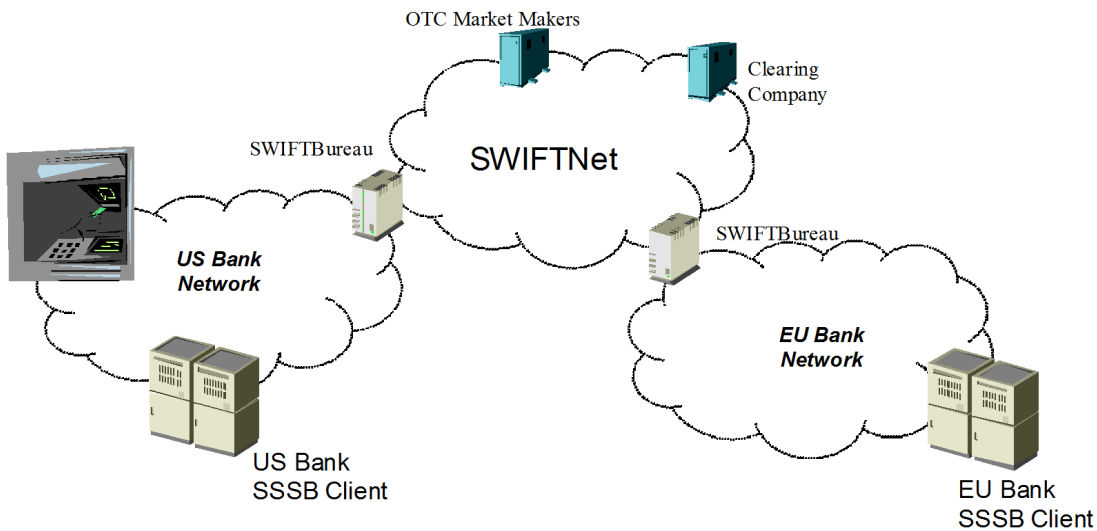 OTC Market Makers
Clearing
Company
SWIFTBureau
SWIFTNet
SWIFTBureau
US Bank
Network
EU Bank
Network
US Bank
SSSB Client
EU Bank
SSSB Client